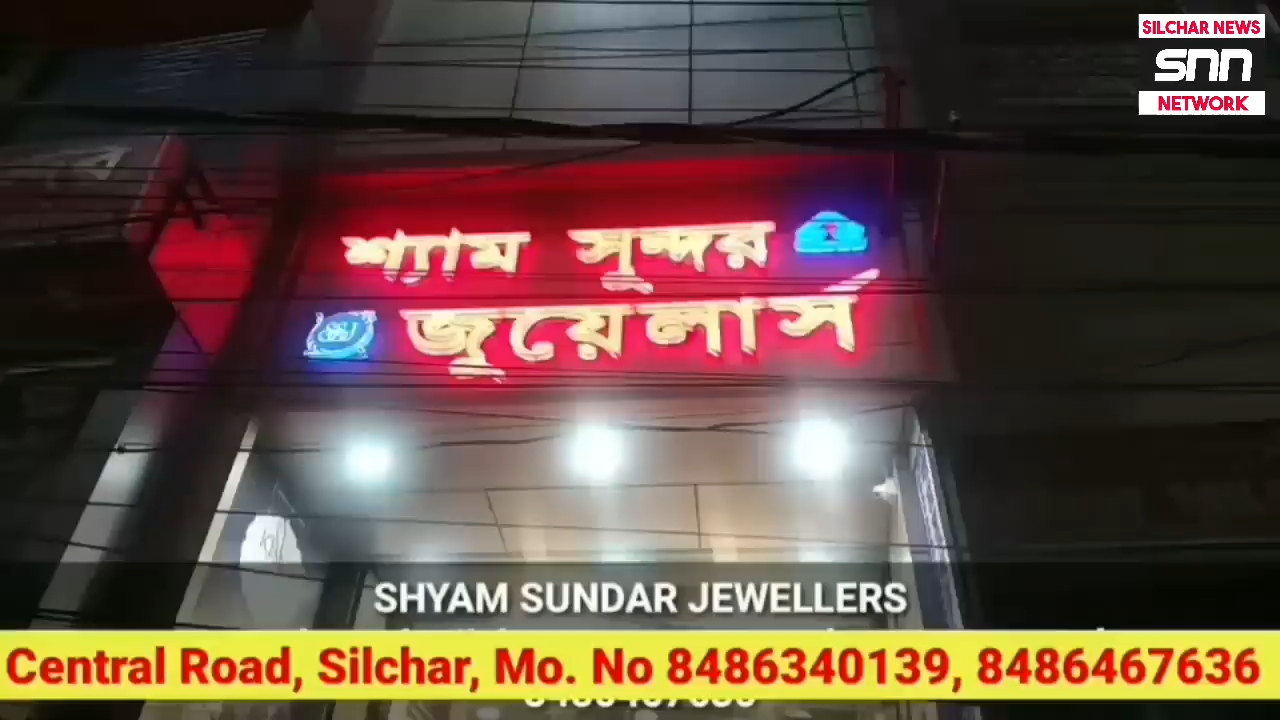 SILCHAR NEWS
snn
NETWORK
শ্যাম সুন্দর
জুয়েলার্স
SHYAM SUNDAR JEWELLERS
Central Road, Silchar, Mo. No 8486340139, 8486467636